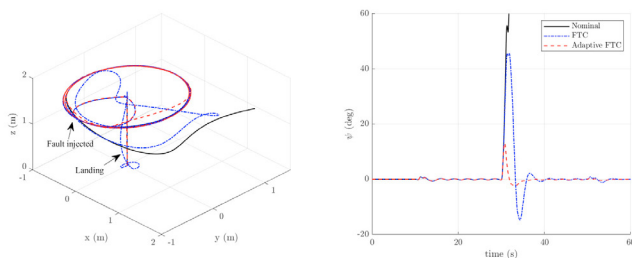 2
1
0
-1
z (m)
Fault injected
Landing
-1
0
1
2
x (m)
-1
0
1
y (m)
60
40
20
0
-20
ψ (deg)
Nominal
FTC
Adaptive FTC
0
20
40
60
time (s)